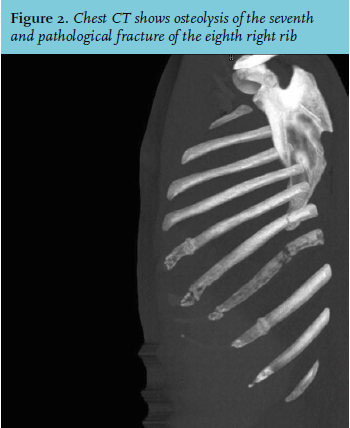 Figure 2. Chest CT shows osteolysis of the seventh
and pathological fracture of the eighth right rib